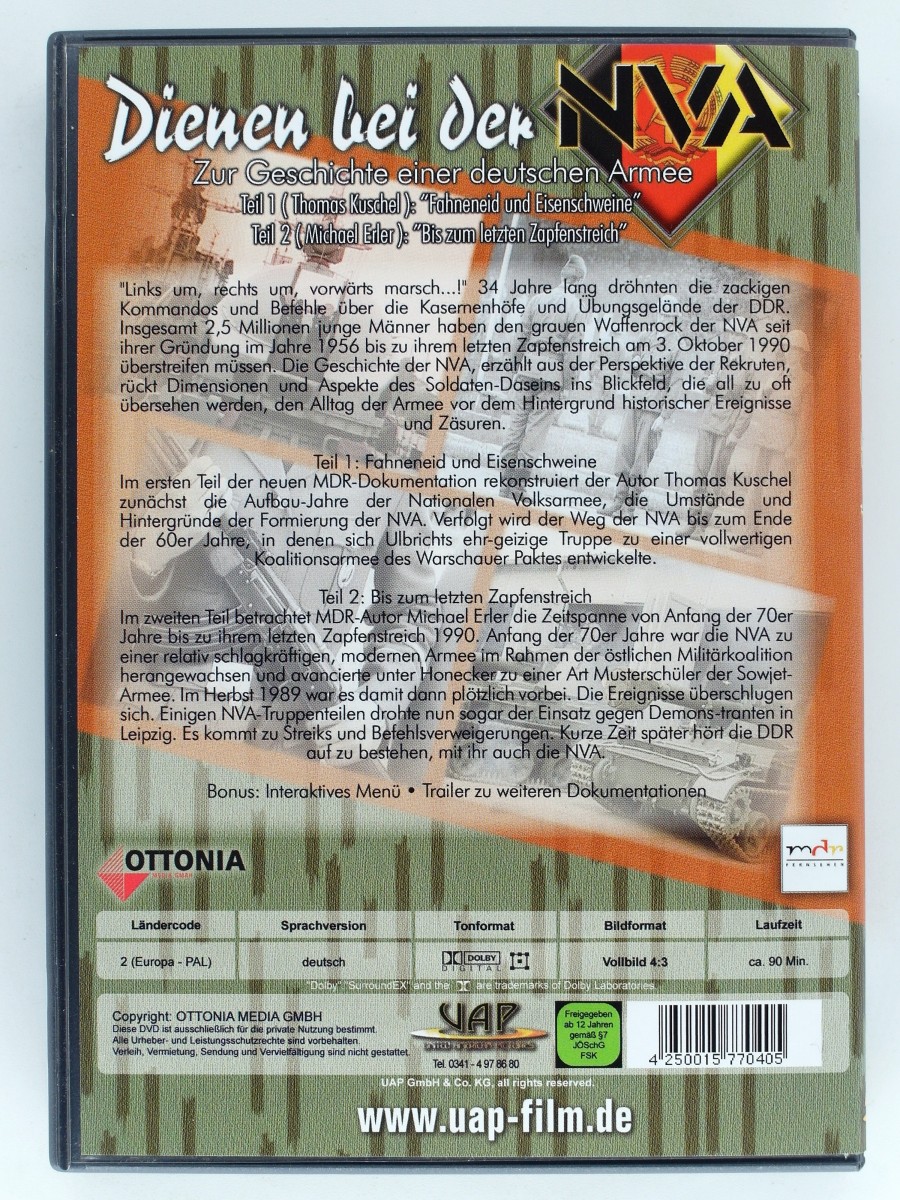 Dienen bei der NVA
Zur Geschichte einer deutschen Armee
Teil 1 ( Thomas Kuschel ): "Fahneneid und Eisenschweine"
Teil 2 ( Michael Erler ): "Bis zum letzten Zapfenstreich"
"Links um, rechts um, vorwärts marsch...!" 34 Jahre lang dröhnten die zackigen
Kommandos und Befehle über die Kasernenhöfe und Übungsgelände der DDR.
Insgesamt 2,5 Millionen junge Männer haben den grauen Waffenrock der NVA seit
ihrer Gründung im Jahre 1956 bis zu ihrem letzten Zapfenstreich am 3. Oktober 1990
überstreifen müssen. Die Geschichte der NVA, erzählt aus der Perspektive der Rekruten,
rückt Dimensionen und Aspekte des Soldaten-Daseins ins Blickfeld, die all zu oft
übersehen werden, den Alltag der Armee vor dem Hintergrund historischer Ereignisse
und Zäsuren.
Teil 1: Fahneneid und Eisenschweine
Im ersten Teil der neuen MDR-Dokumentation rekonstruiert der Autor Thomas Kuschel
zunächst die Aufbau-Jahre der Nationalen Volksarmee, die Umstände und
Hintergründe der Formierung der NVA. Verfolgt wird der Weg der NVA bis zum Ende
der 60er Jahre, in denen sich Ulbrichts ehr-geizige Truppe zu einer vollwertigen
Koalitionsarmee des Warschauer Paktes entwickelte.
Teil 2: Bis zum letzten Zapfenstreich
Im zweiten Teil betrachtet MDR-Autor Michael Erler die Zeitspanne von Anfang der 70er
Jahre bis zu ihrem letzten Zapfenstreich 1990. Anfang der 70er Jahre war die NVA zu
einer relativ schlagkräftigen, modernen Armee im Rahmen der östlichen Militärkoalition
herangewachsen und avancierte unter Honecker zu einer Art Musterschüler der Sowjet-
Armee. Im Herbst 1989 war es damit dann plötzlich vorbei. Die Ereignisse überschlugen
sich. Einigen NVA-Truppenteilen drohte nun sogar der Einsatz gegen Demons-tranten in
Leipzig. Es kommt zu Streiks und Befehlsverweigerungen. Kurze Zeit später hört die DDR
auf zu bestehen, mit ihr auch die NVA.
Bonus: Interaktives Menü • Trailer zu weiteren Dokumentationen
OTTONIA
MEDIA GMBH
mdr
FERNSEHEN
Ländercode Sprachversion Tonformat Bildformat Laufzeit
2 (Europa - PAL) deutsch DOLBY DIGITAL Vollbild 4:3 ca. 90 Min.
"Dolby" "SurroundEX" and the are trademarks of Dolby Laboratories.
Copyright: OTTONIA MEDIA GMBH
Diese DVD ist ausschließlich für die private Nutzung bestimmt.
Alle Urheber- und Leistungsschutzrechte sind vorbehalten.
Verleih, Vermietung, Sendung und Vervielfältigung sind nicht gestattet.
UAP
Tel. 0341 - 4 97 86 80
Freigegeben
ab 12 Jahren
gemäß §7
JÖSchG
FSK
4 250015 770405
UAP GmbH & Co. KG, all rights reserved.
www.uap-film.de